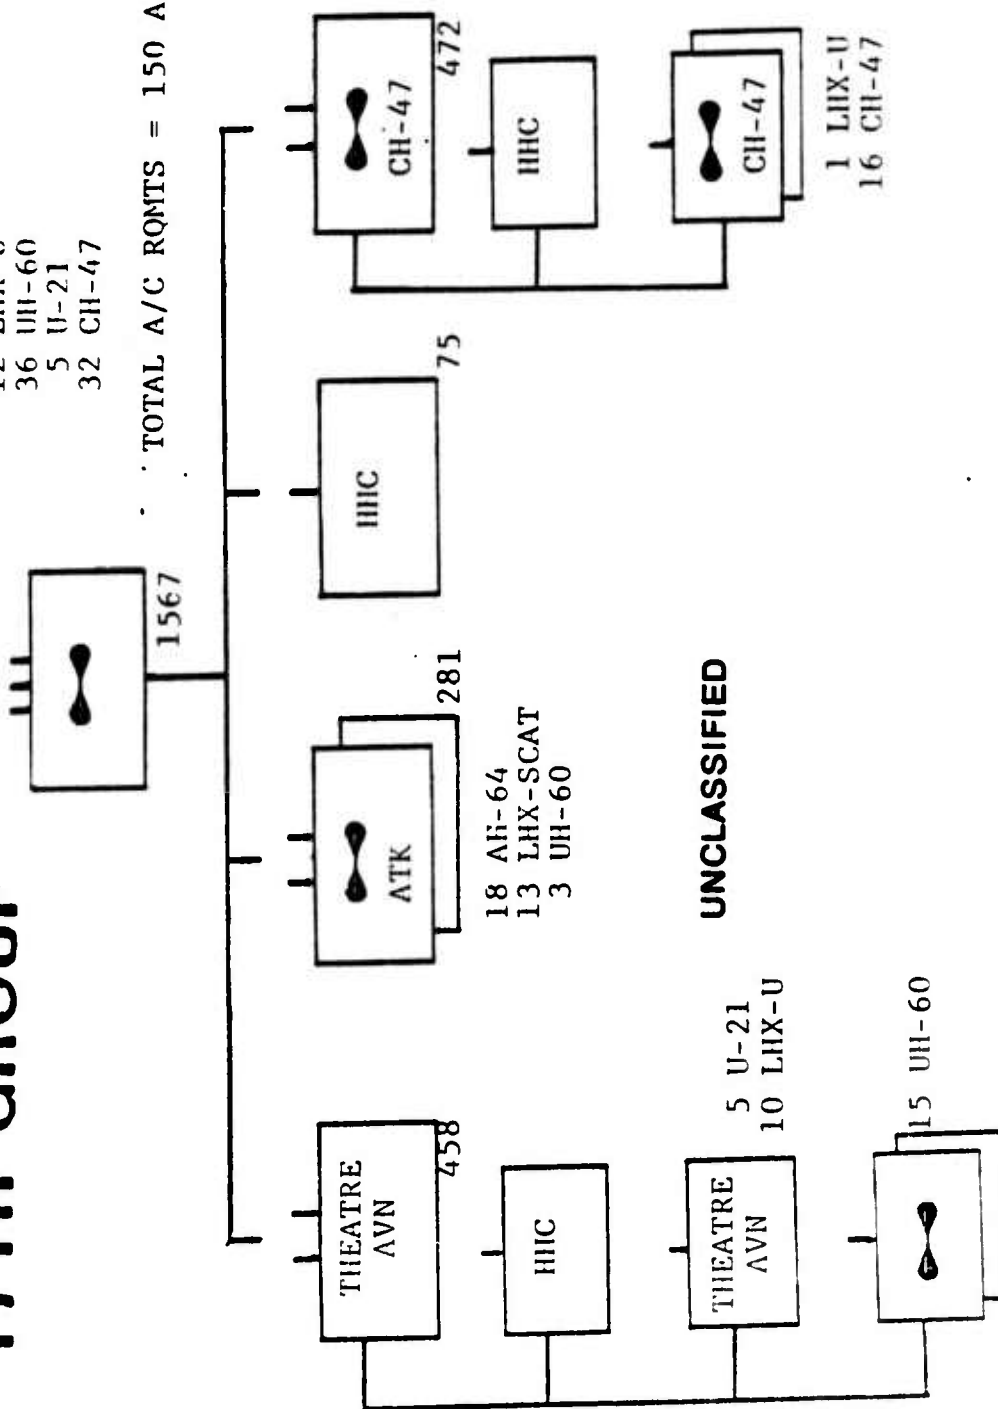 36 UH-60
5 U-21
32 CH-47
TOTAL A/C RQMTS = 150 A
1567
THEATRE
AVN
458
HHC
THEATRE
AVN
5 U-21
10 LHX-U
15 UH-60
ATK
281
18 AH-64
13 LHX-SCAT
3 UH-60
HHC
75
CH-47
472
HHC
CH-47
1 LHX-U
16 CH-47
UNCLASSIFIED